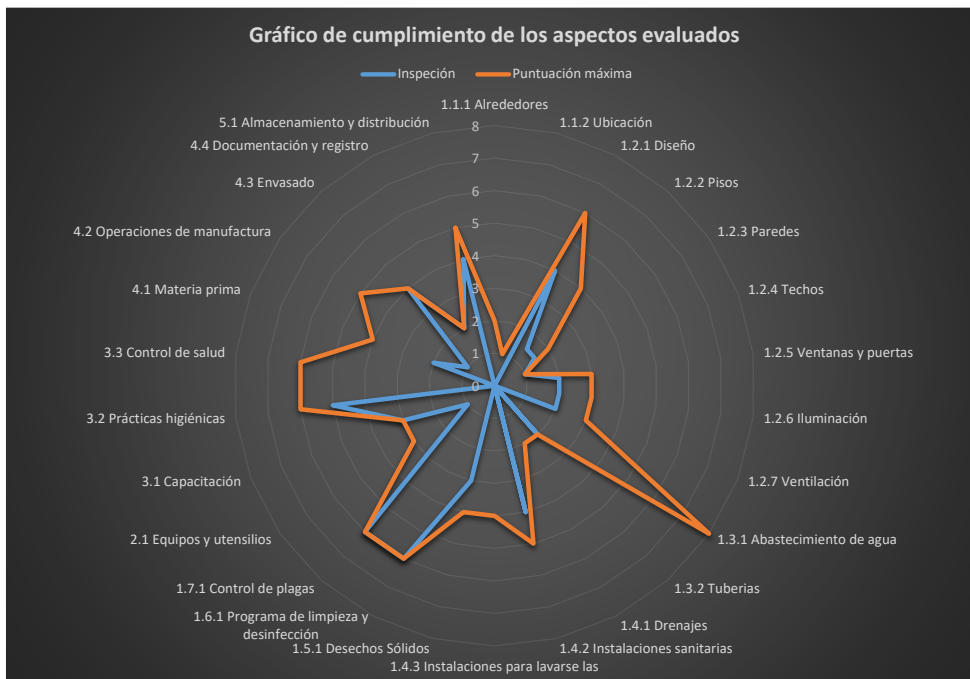 Gráfico de cumplimiento de los aspectos evaluados
Inspeción
Puntuación máxima
1.1.1 Alrededores
1.1.2 Ubicación
1.2.1 Diseño
1.2.2 Pisos
1.2.3 Paredes
1.2.4 Techos
1.2.5 Ventanas y puertas
1.2.6 Iluminación
1.2.7 Ventilación
1.3.1 Abastecimiento de agua
1.3.2 Tuberias
1.4.1 Drenajes
1.4.2 Instalaciones sanitarias
1.4.3 Instalaciones para lavarse las
1.5.1 Desechos Sólidos
1.6.1 Programa de limpieza y
desinfección
1.7.1 Control de plagas
2.1 Equipos y utensilios
3.1 Capacitación
3.2 Prácticas higiénicas
3.3 Control de salud
4.1 Materia prima
4.2 Operaciones de manufactura
4.3 Envasado
4.4 Documentación y registro
5.1 Almacenamiento y distribución
8
7
6
5
4
3
2
1
0